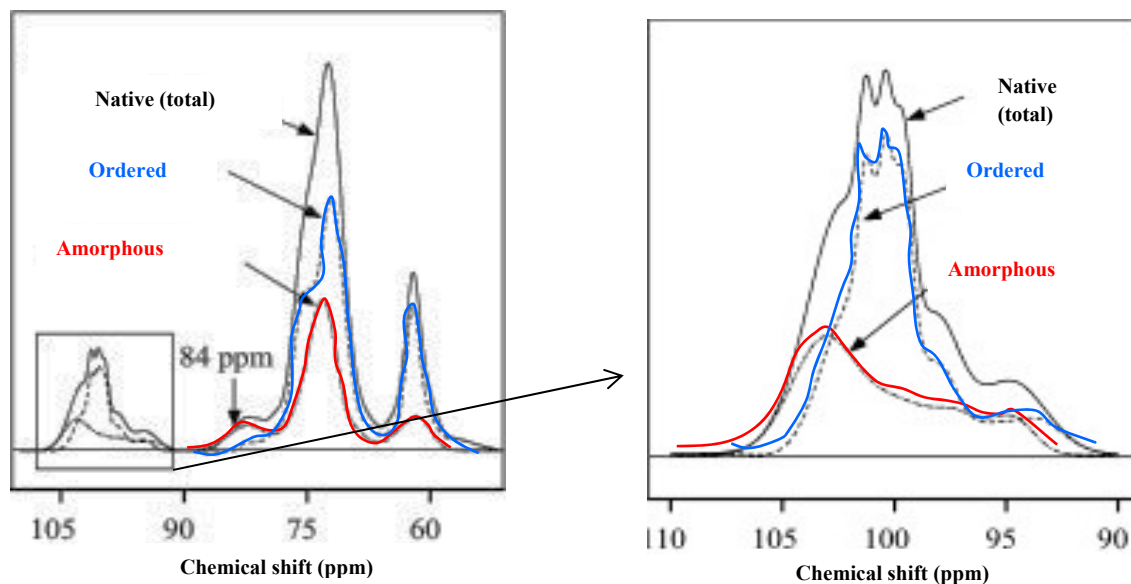 Native (total)
Ordered
Amorphous
84 ppm
105 90 75 60
Chemical shift (ppm)
Native
(total)
Ordered
Amorphous
110 105 100 95 90
Chemical shift (ppm)